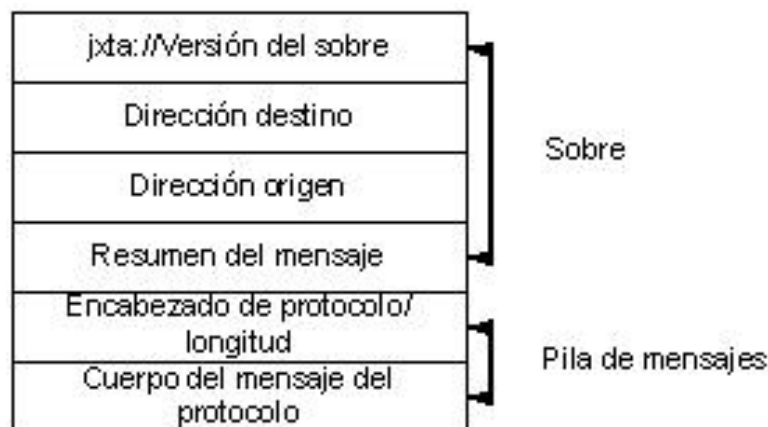 jxta://Versión del sobre
Dirección destino
Sobre
Dirección origen
Resumen del mensaje
Encabezado de protocolo/
longitud
Pila de mensajes
Cuerpo del mensaje del
protocolo